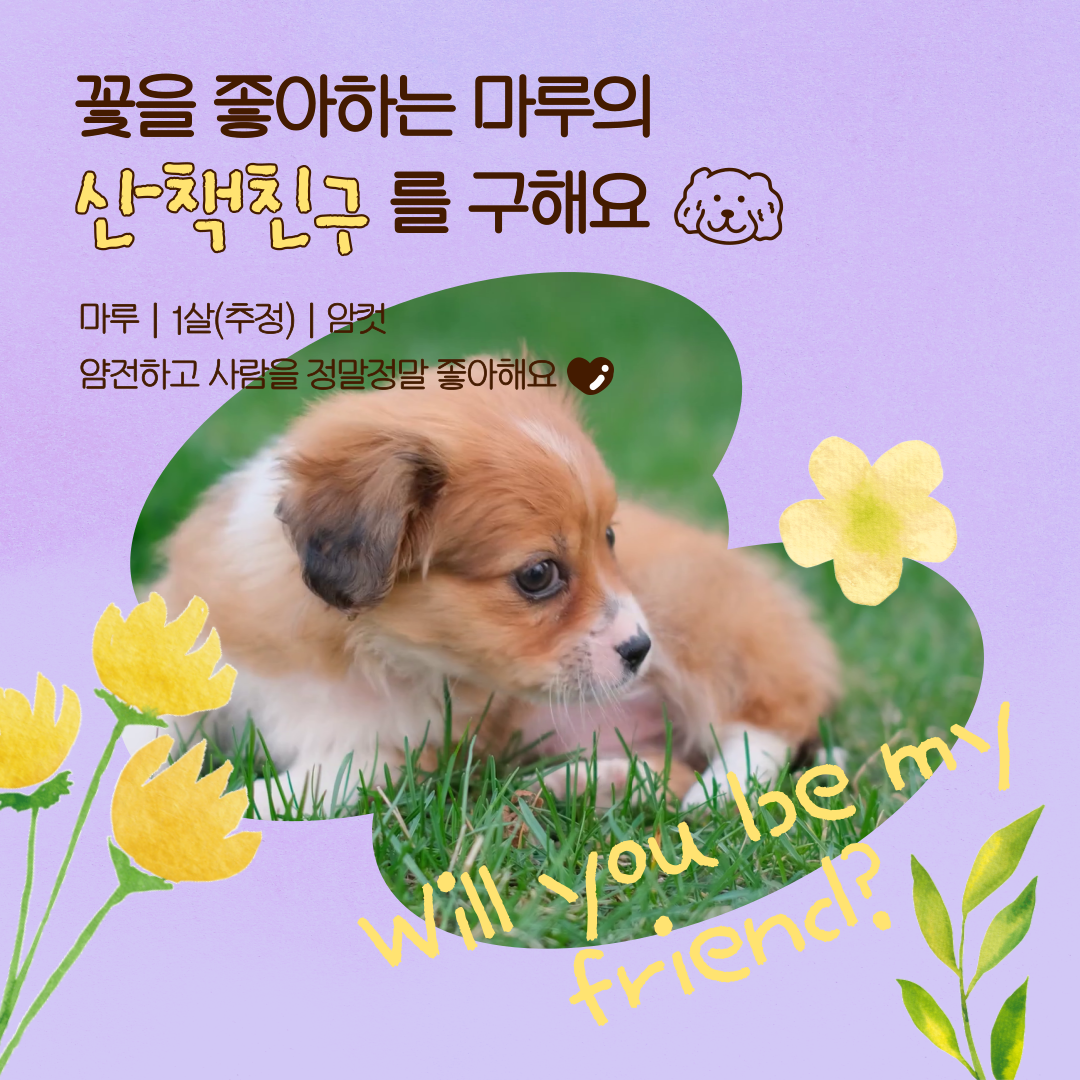 꽃을 좋아하는 마루의
산책친구 를 구해요
마루 | 1살(추정) | 암컷
얌전하고 사람을 정말정말 좋아해요
Will you be my
friend?